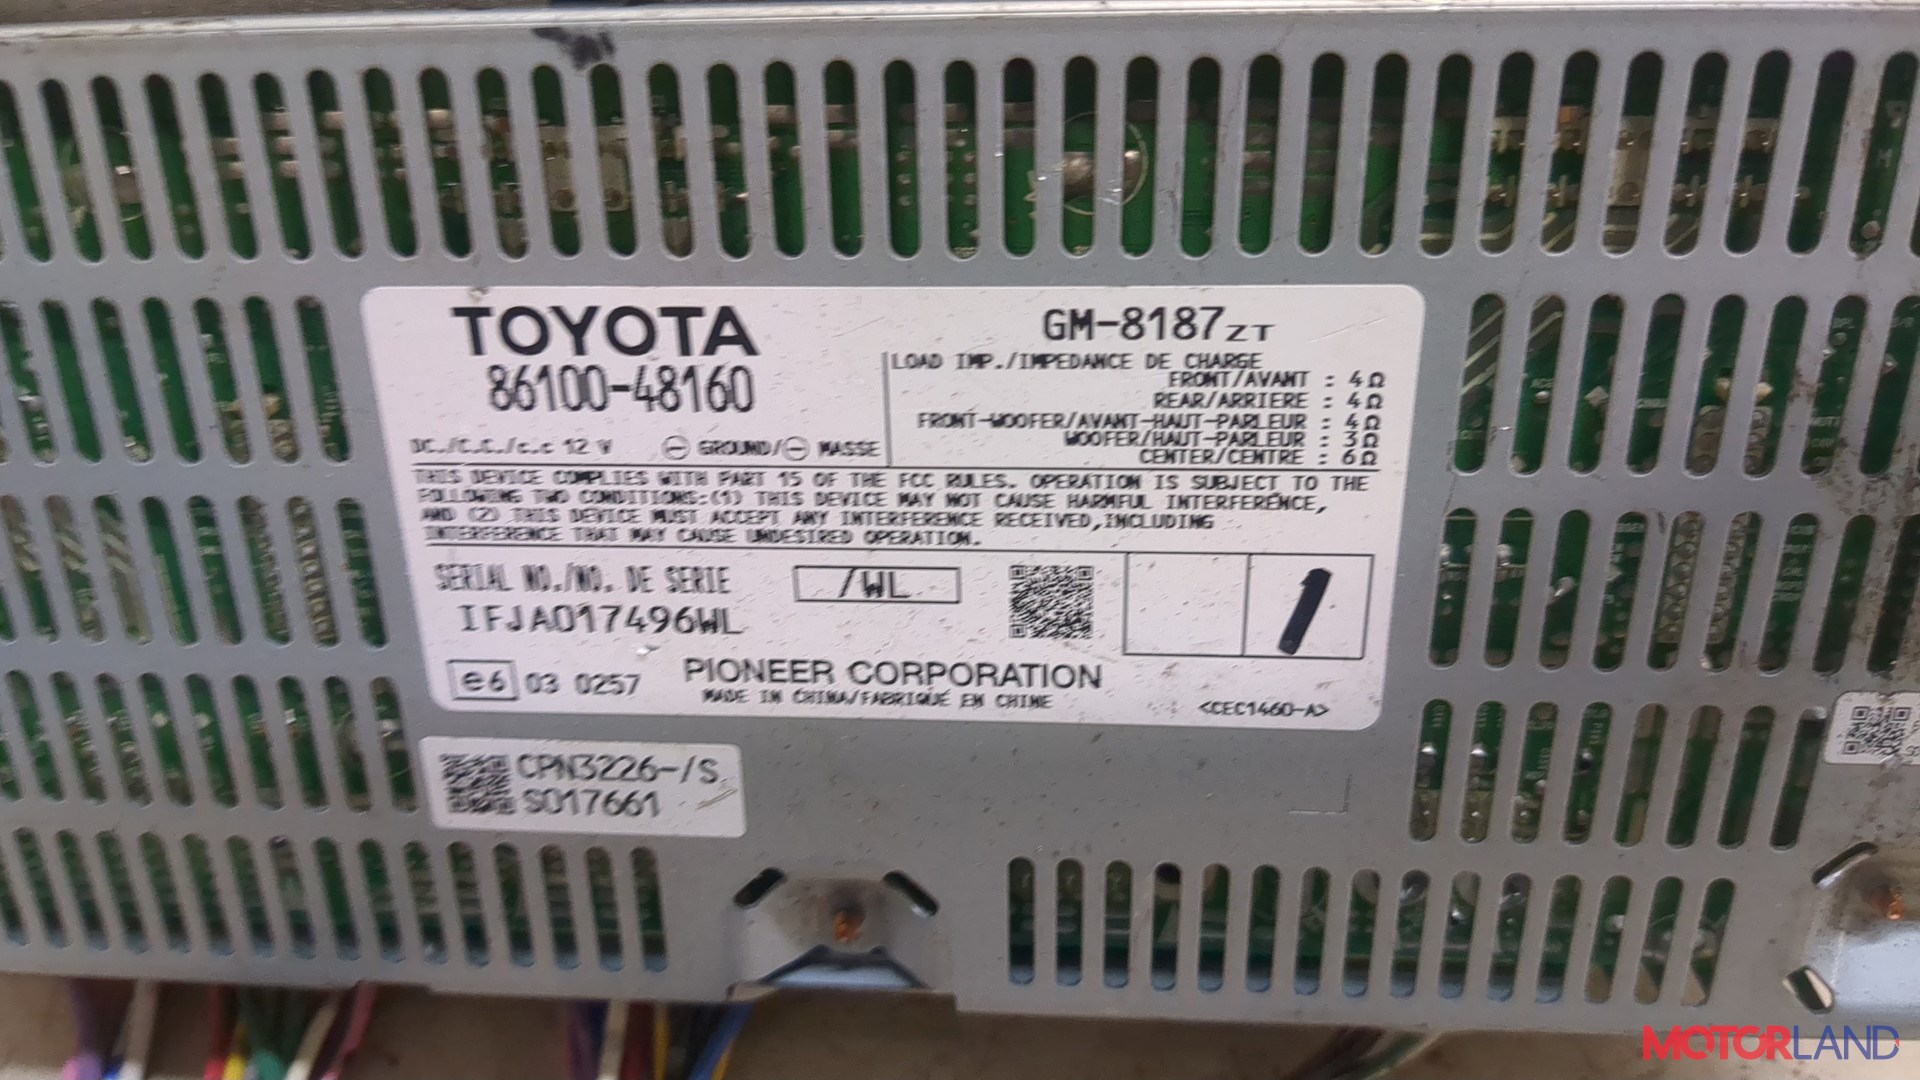 TOYOTA
86100-48160
DC./C.C./c.c 12 V ⊖ GROUND/⊖ MASSE
GM-8187ZT
LOAD IMP./IMPEDANCE DE CHARGE
FRONT/AVANT : 4Ω
REAR/ARRIERE : 4Ω
FRONT-WOOFER/AVANT-HAUT-PARLEUR : 4Ω
WOOFER/HAUT-PARLEUR : 3Ω
CENTER/CENTRE : 6Ω
THIS DEVICE COMPLIES WITH PART 15 OF THE FCC RULES. OPERATION IS SUBJECT TO THE
FOLLOWING TWO CONDITIONS:(1) THIS DEVICE MAY NOT CAUSE HARMFUL INTERFERENCE,
AND (2) THIS DEVICE MUST ACCEPT ANY INTERFERENCE RECEIVED,INCLUDING
INTERFERENCE THAT MAY CAUSE UNDESIRED OPERATION.
SERIAL NO./NO. DE SERIE
IFJA017496WL
/WL
1
e6 03 0257
PIONEER CORPORATION
MADE IN CHINA/FABRIQUÉ EN CHINE
<CEC1460-A>
CPN3226-/S
S017661
MOTORLAND